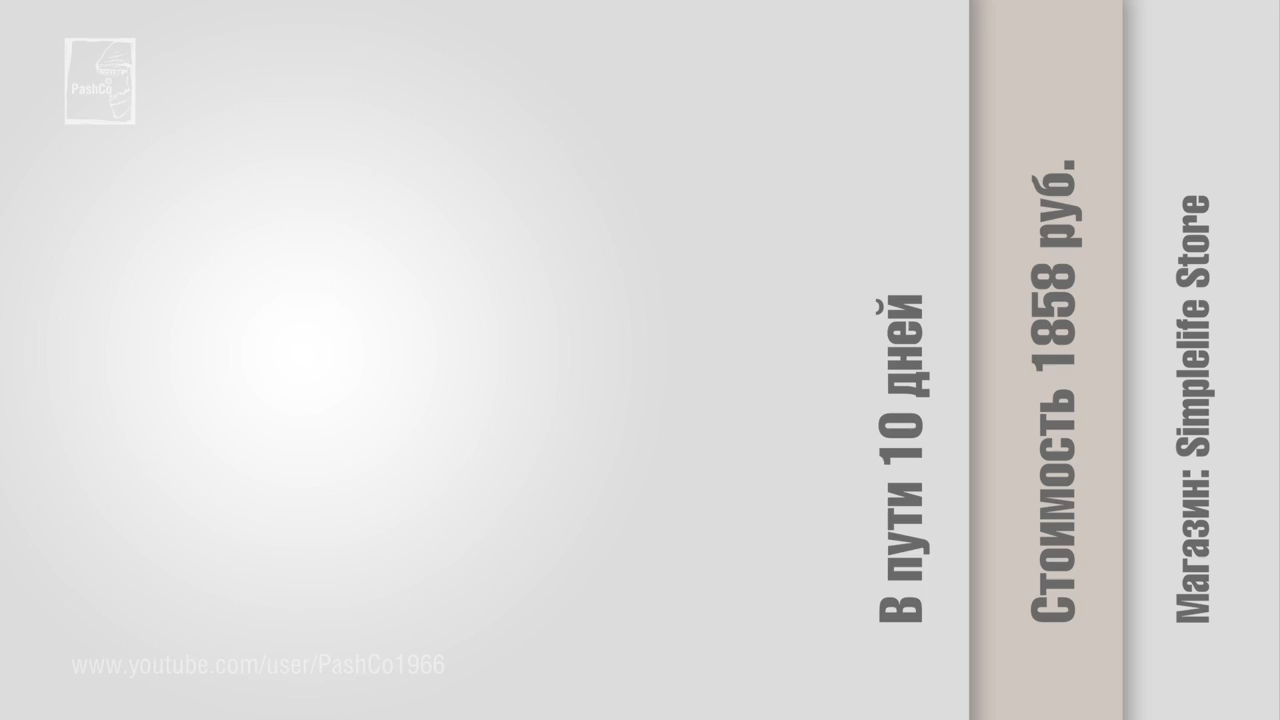 PashCo
В пути 10 дней
Стоимость 1858 руб.
Магазин: Simplelife Store
www.youtube.com/user/PashCo1966